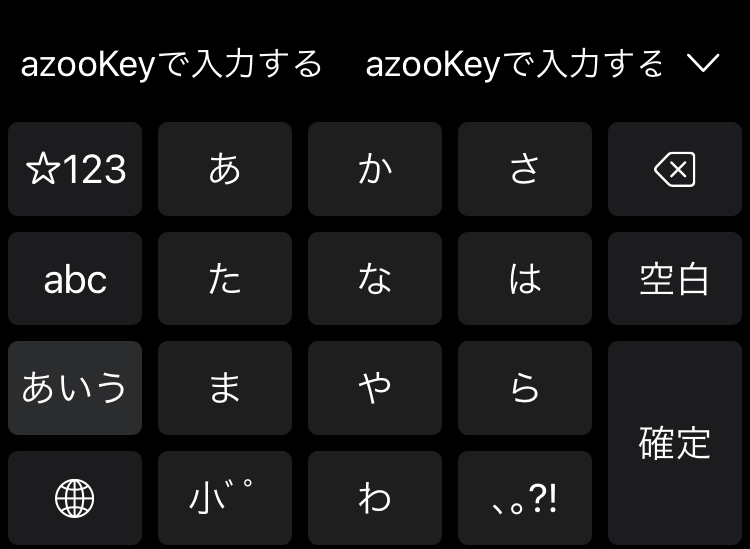 azooKeyで入力する azooKeyで入力する
☆123 あ か さ
abc た な は 空白
あいう ま や ら 確定
小゛゜ わ 、。?!